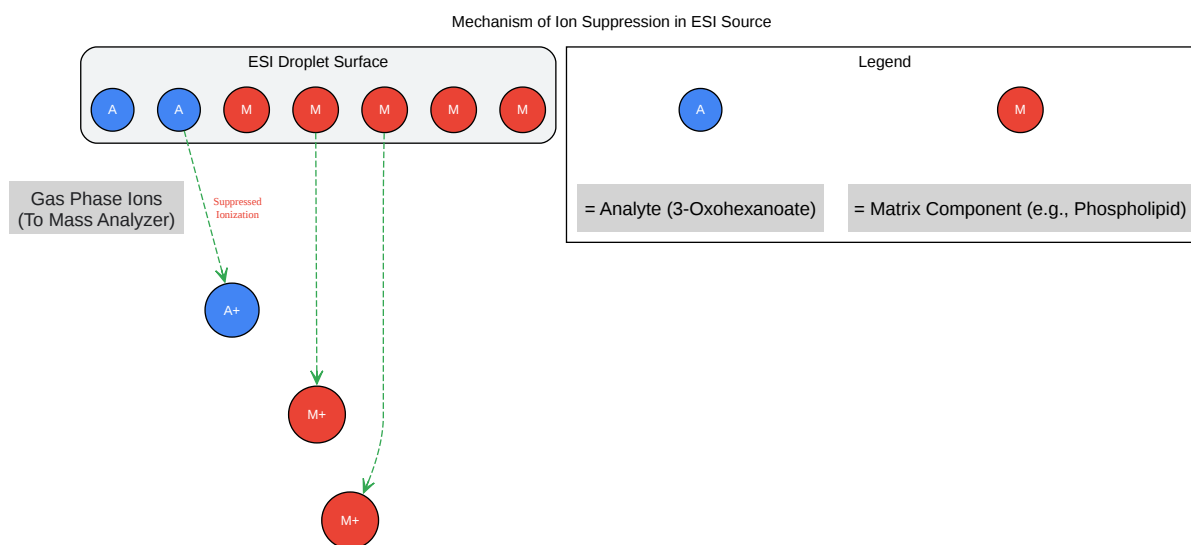 Mechanism of Ion Suppression in ESI Source
ESI Droplet Surface
A A M M M M M
Legend
A M
= Analyte (3-Oxohexanoate) = Matrix Component (e.g., Phospholipid)
Gas Phase Ions
(To Mass Analyzer)
Suppressed
Ionization
A+
M+
M+